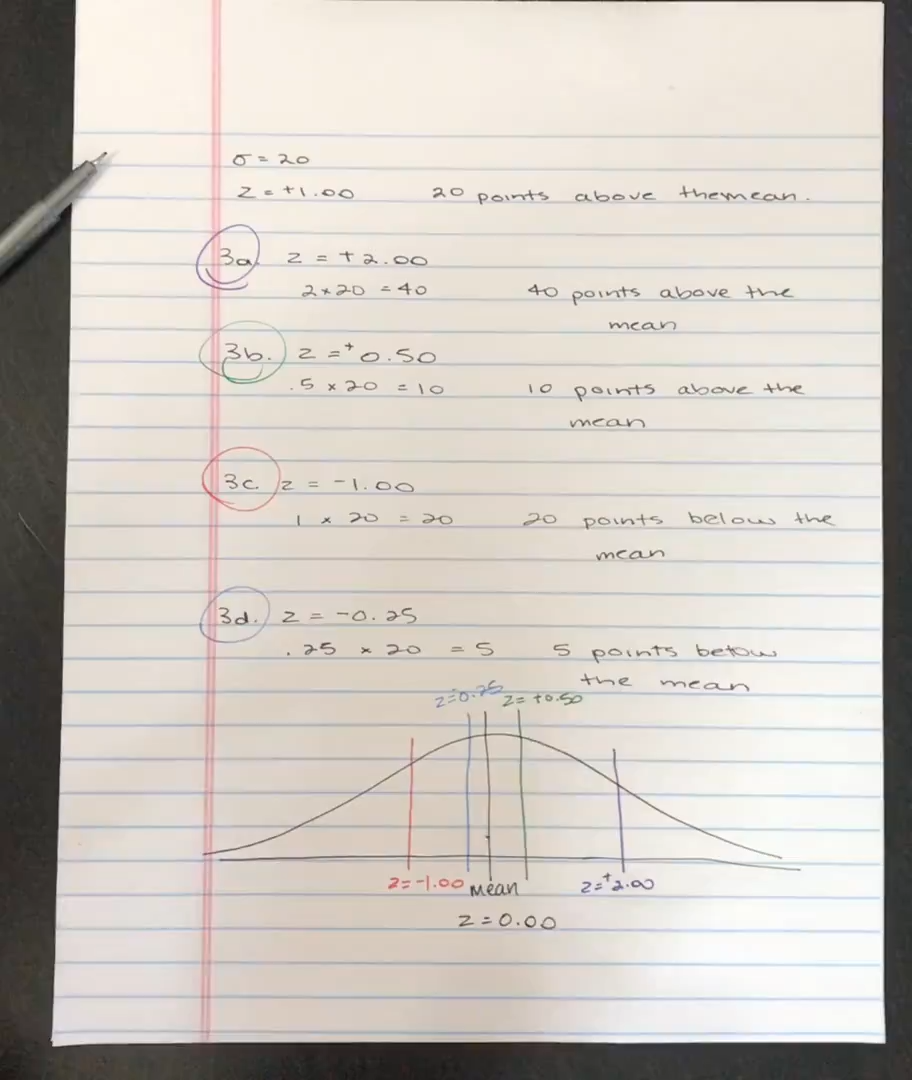 σ = 20
z = +1.00 20 points above the mean.
3a. z = +2.00
2 × 20 = 40 40 points above the
mean
3b. z = +0.50
.5 × 20 = 10 10 points above the
mean
3c. z = -1.00
1 × 20 = 20 20 points below the
mean
3d. z = -0.25
.25 × 20 = 5 5 points below
the mean
z=-0.25 z= +0.50
z=-1.00 mean z=+2.00
z=0.00